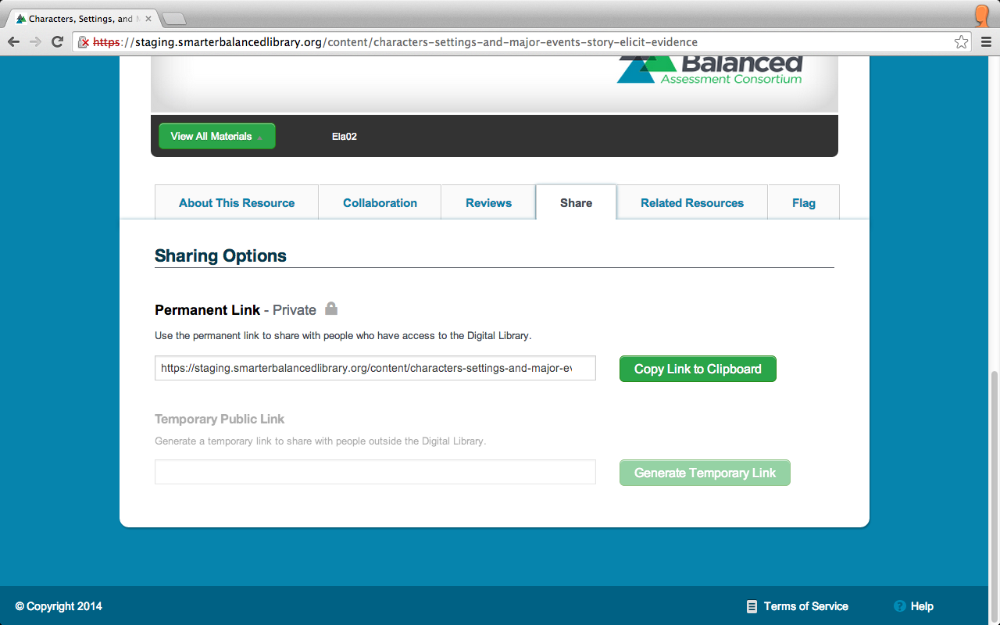 Characters, Settings, and
https://staging.smarterbalancedlibrary.org/content/characters-settings-and-major-events-story-elicit-evidence
Balanced
Assessment Consortium
View All Materials
Ela02
About This Resource
Collaboration
Reviews
Share
Related Resources
Flag
Sharing Options
Permanent Link - Private
Use the permanent link to share with people who have access to the Digital Library.
https://staging.smarterbalancedlibrary.org/content/characters-settings-and-major-ev
Copy Link to Clipboard
Temporary Public Link
Generate a temporary link to share with people outside the Digital Library.
Generate Temporary Link
© Copyright 2014
Terms of Service
? Help